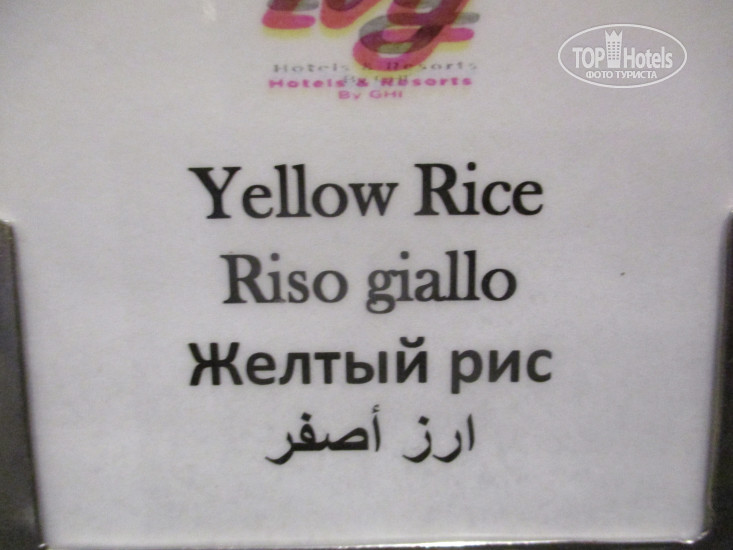 TOP Hotels
ФОТО ТУРИСТА
Hotels & Resorts
By GHI
Yellow Rice
Riso giallo
Желтый рис
ارز أصفر